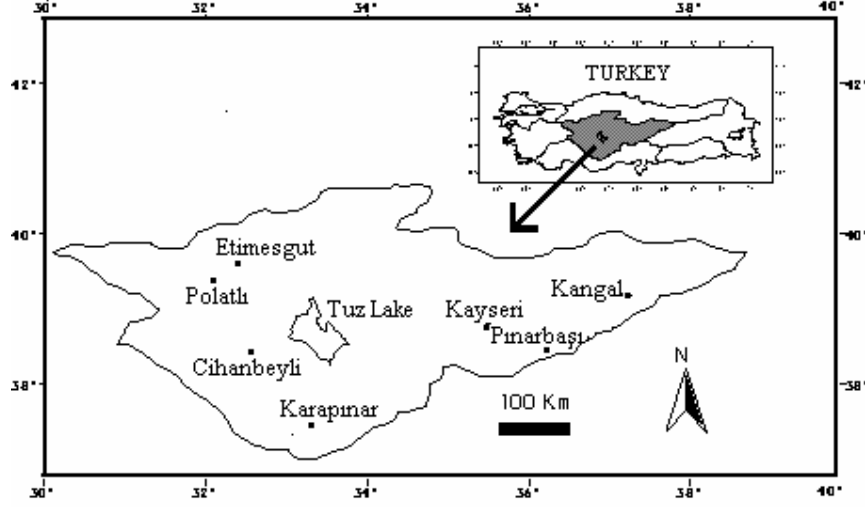 30° 32° 34° 36° 38° 40°
42°
TURKEY
40° 40°
Etimesgut
Polatlı
Tuz Lake
Kayseri
Kangal
Pınarbaşı
Cihanbeyli
38° 38°
Karapınar
100 Km
N
30° 32° 34° 36° 38° 40°